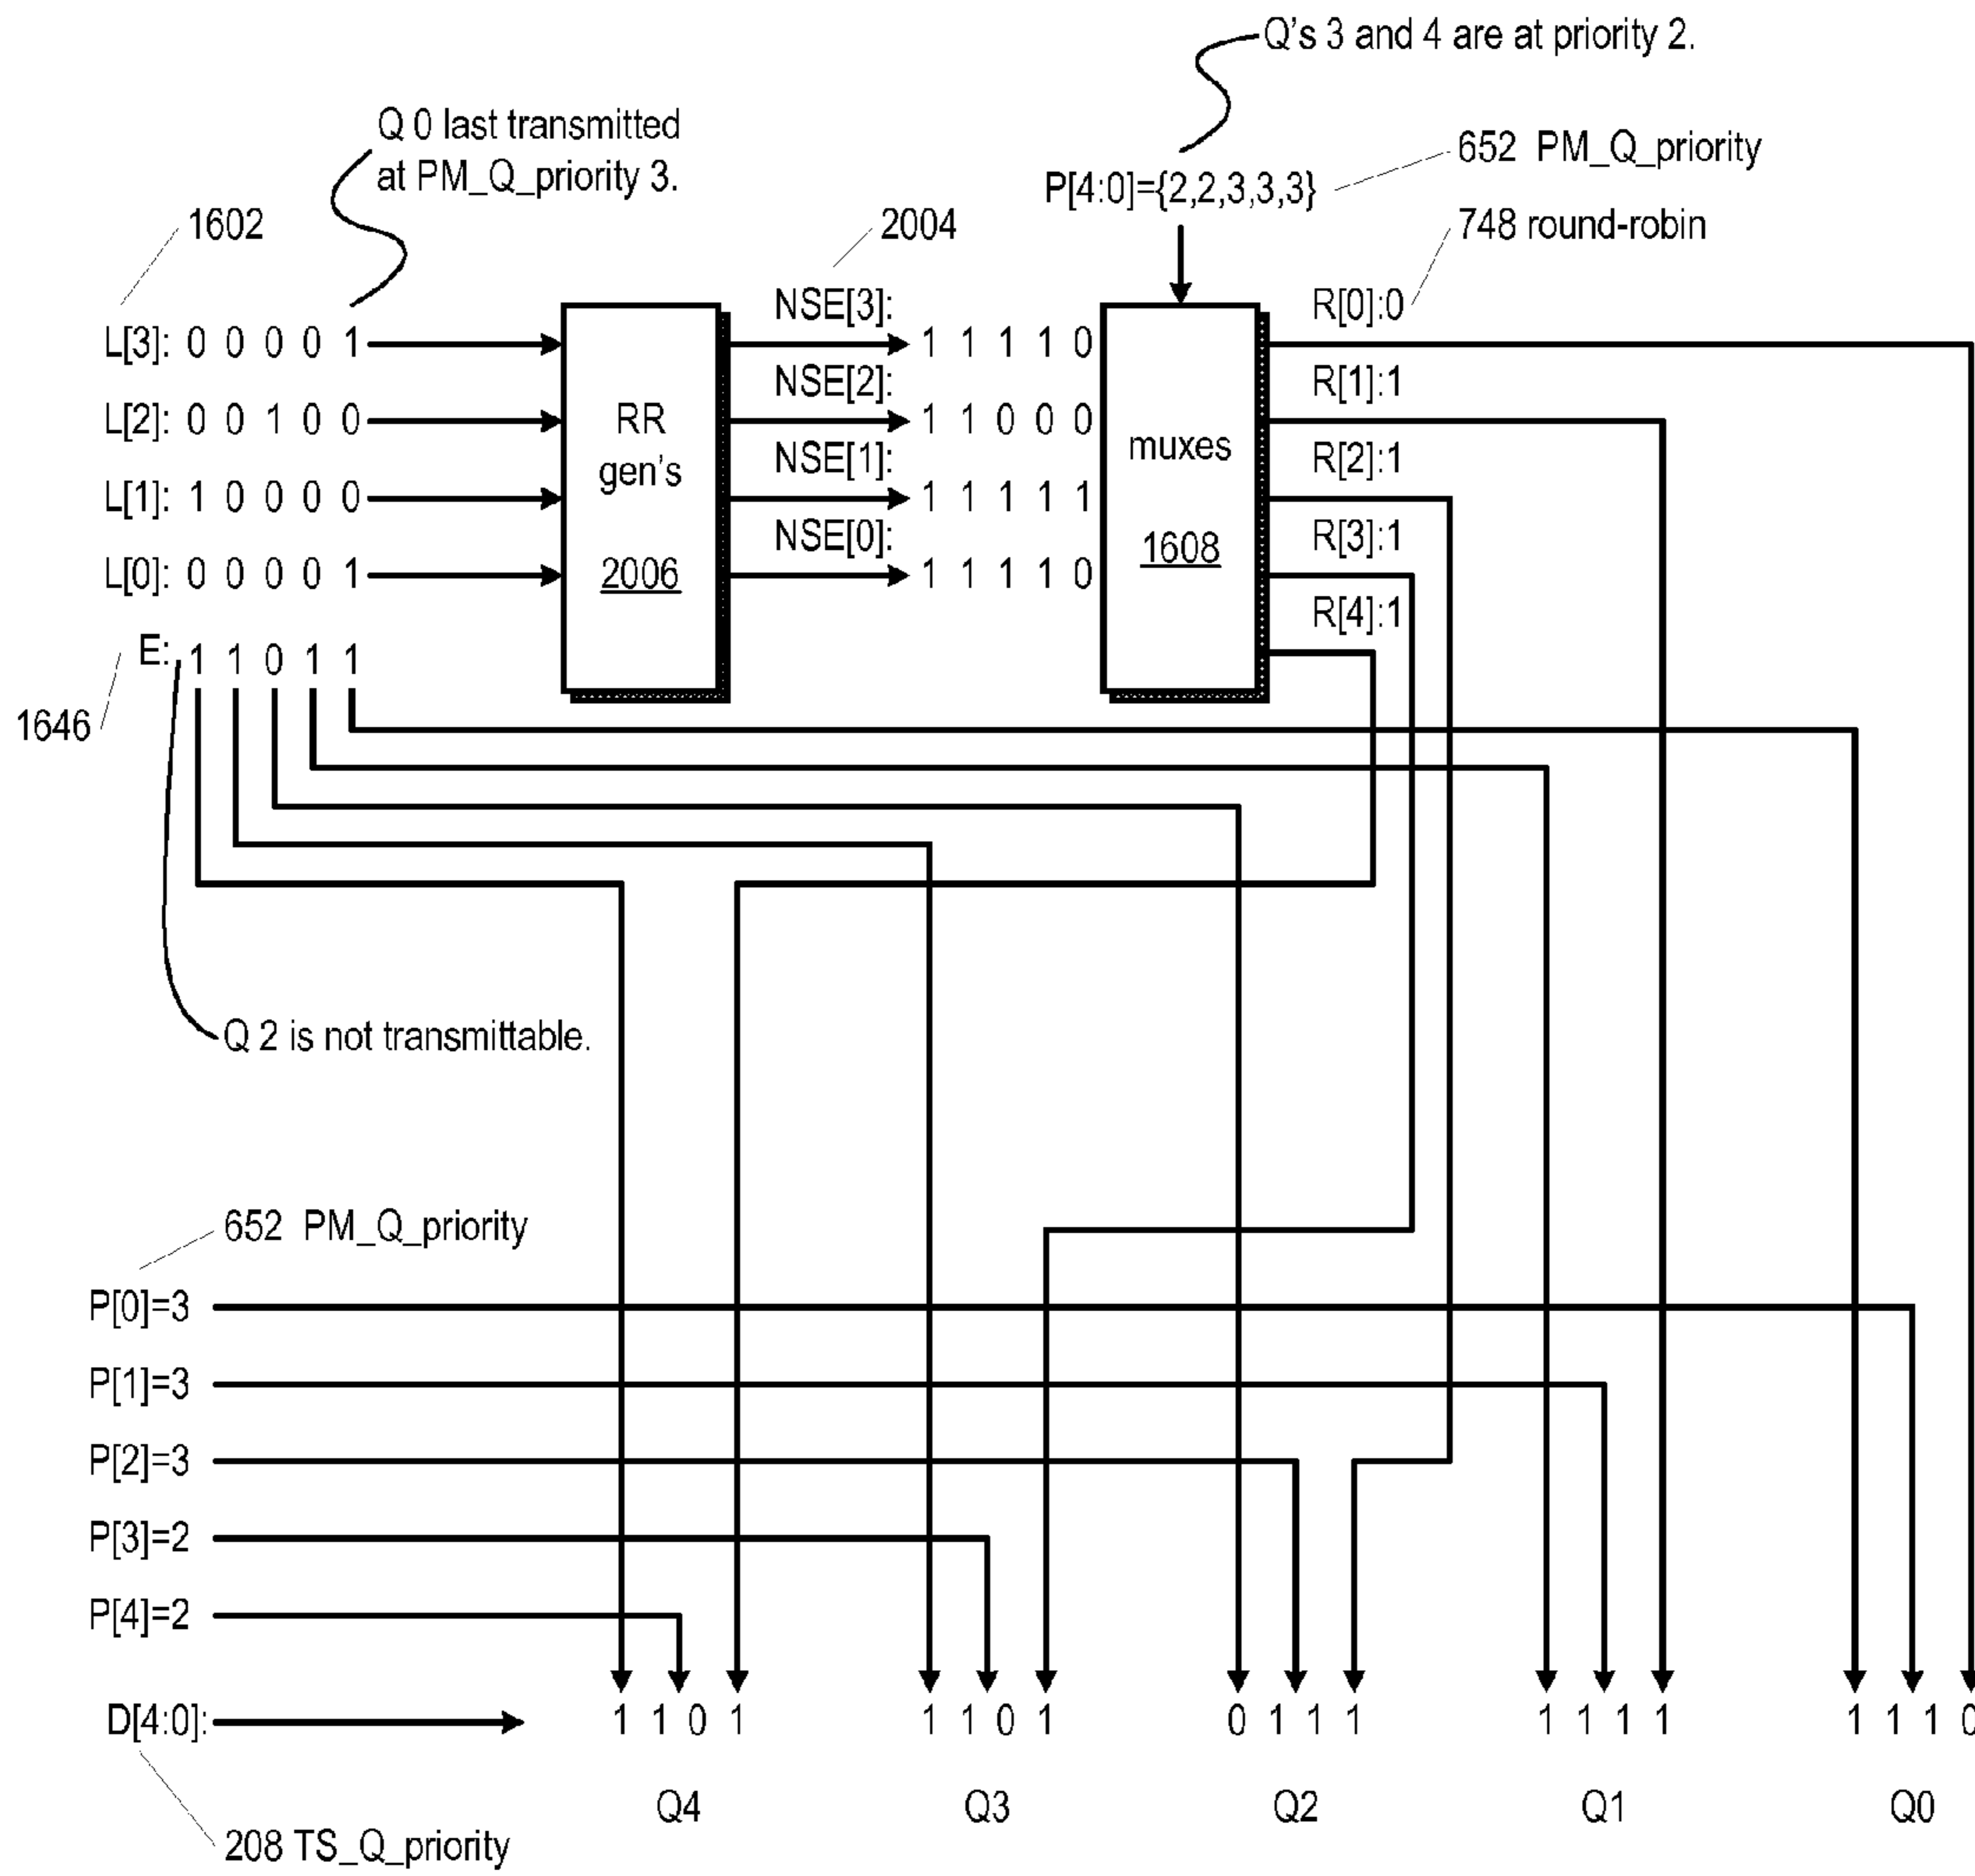 Q's 3 and 4 are at priority 2.
Q 0 last transmitted
at PM_Q_priority 3.
652 PM_Q_priority
P[4:0]={2,2,3,3,3}
1602
2004
748 round-robin
NSE[3]:
R[0]:0
L[3]: 0 0 0 0 1
1 1 1 1 0
NSE[2]:
R[1]:1
L[2]: 0 0 1 0 0
RR
1 1 0 0 0
muxes
NSE[1]:
R[2]:1
gen's
L[1]: 1 0 0 0 0
1 1 1 1 1
NSE[0]:
R[3]:1
1608
L[0]: 0 0 0 0 1
2006
1 1 1 1 0
R[4]:1
E: 1 1 0 1 1
1646
Q 2 is not transmittable.
652 PM_Q_priority
P[0]=3
P[1]=3
P[2]=3
P[3]=2
P[4]=2
D[4:0]: 1 1 0 1 1 1 0 1 0 1 1 1 1 1 1 1 1 1 1 0
Q4 Q3 Q2 Q1 Q0
208 TS_Q_priority